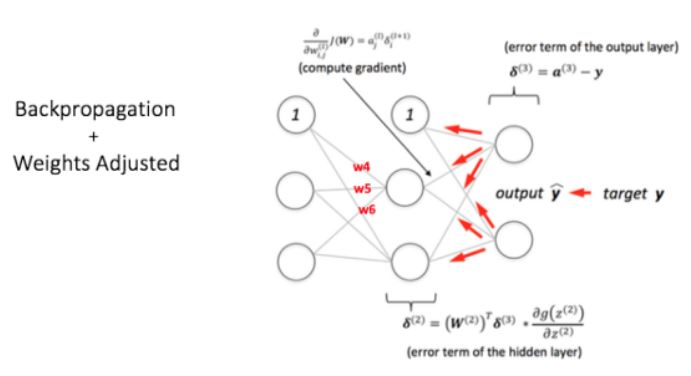 ∂/∂w_{i,j}^{(l)} J(W) = a_j^{(l)} δ_i^{(l+1)}
(compute gradient)
(error term of the output layer)
δ^{(3)} = a^{(3)} − y
Backpropagation
+
Weights Adjusted
1
1
w4
w5
w6
output ŷ
target y
δ^{(2)} = (W^{(2)})^T δ^{(3)} * ∂g(z^{(2)})/∂z^{(2)}
(error term of the hidden layer)